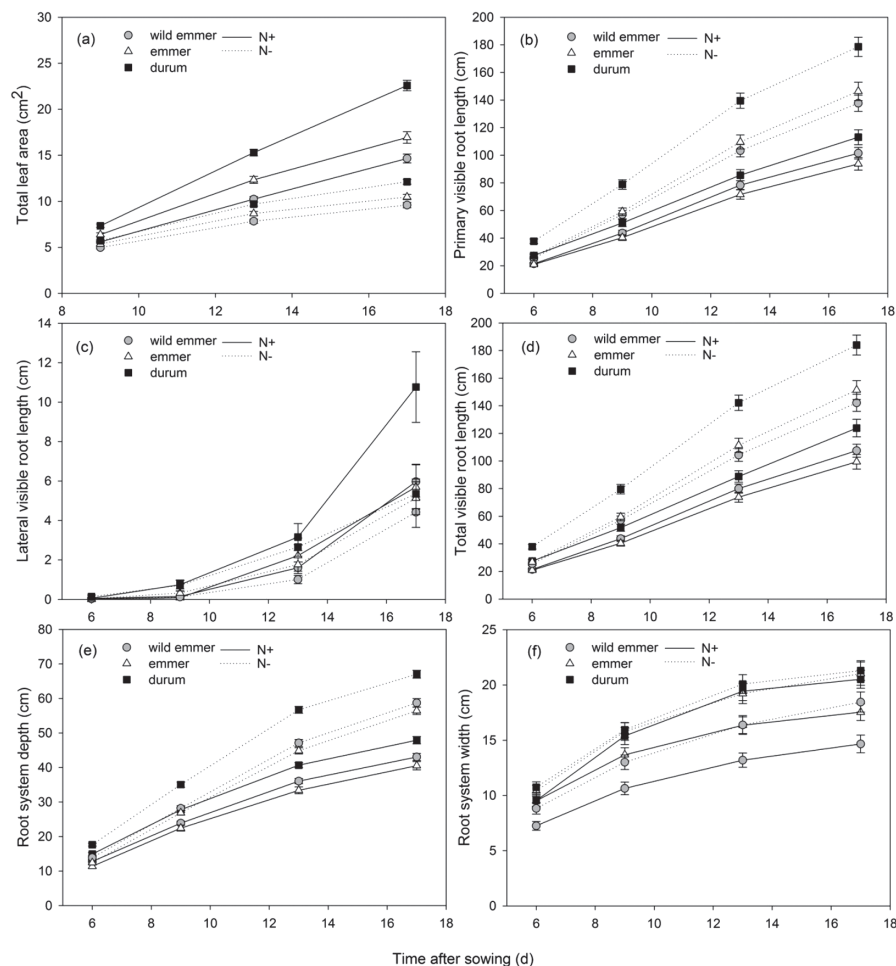 (a)
wild emmer N+
emmer N-
durum
Total leaf area (cm2)
30
25
20
15
10
5
0
8 10 12 14 16 18
(b)
wild emmer N+
emmer N-
durum
Primary visible root length (cm)
200
180
160
140
120
100
80
60
40
20
0
6 8 10 12 14 16 18
(c)
wild emmer N+
emmer N-
durum
Lateral visible root length (cm)
14
12
10
8
6
4
2
0
6 8 10 12 14 16 18
(d)
wild emmer N+
emmer N-
durum
Total visible root length (cm)
200
180
160
140
120
100
80
60
40
20
0
6 8 10 12 14 16 18
(e)
wild emmer N+
emmer N-
durum
Root system depth (cm)
80
70
60
50
40
30
20
10
0
6 8 10 12 14 16 18
(f)
wild emmer N+
emmer N-
durum
Root system width (cm)
25
20
15
10
5
0
6 8 10 12 14 16 18
Time after sowing (d)